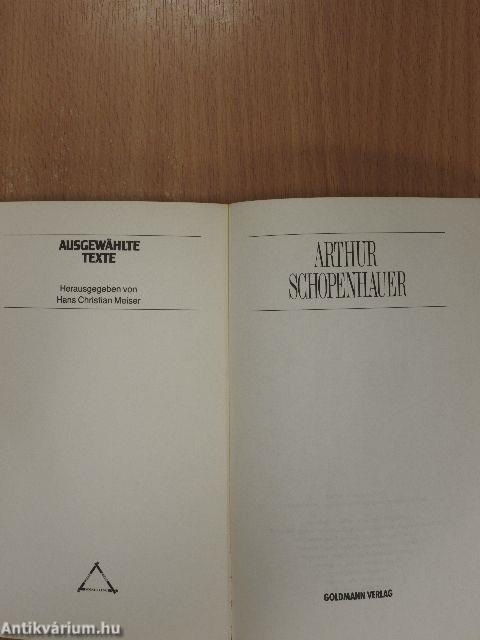 AUSGEWÄHLTE
TEXTE
Herausgegeben von
Hans Christian Meiser
ARTHUR
SCHOPENHAUER
GOLDMANN VERLAG
Antikvárium.hu